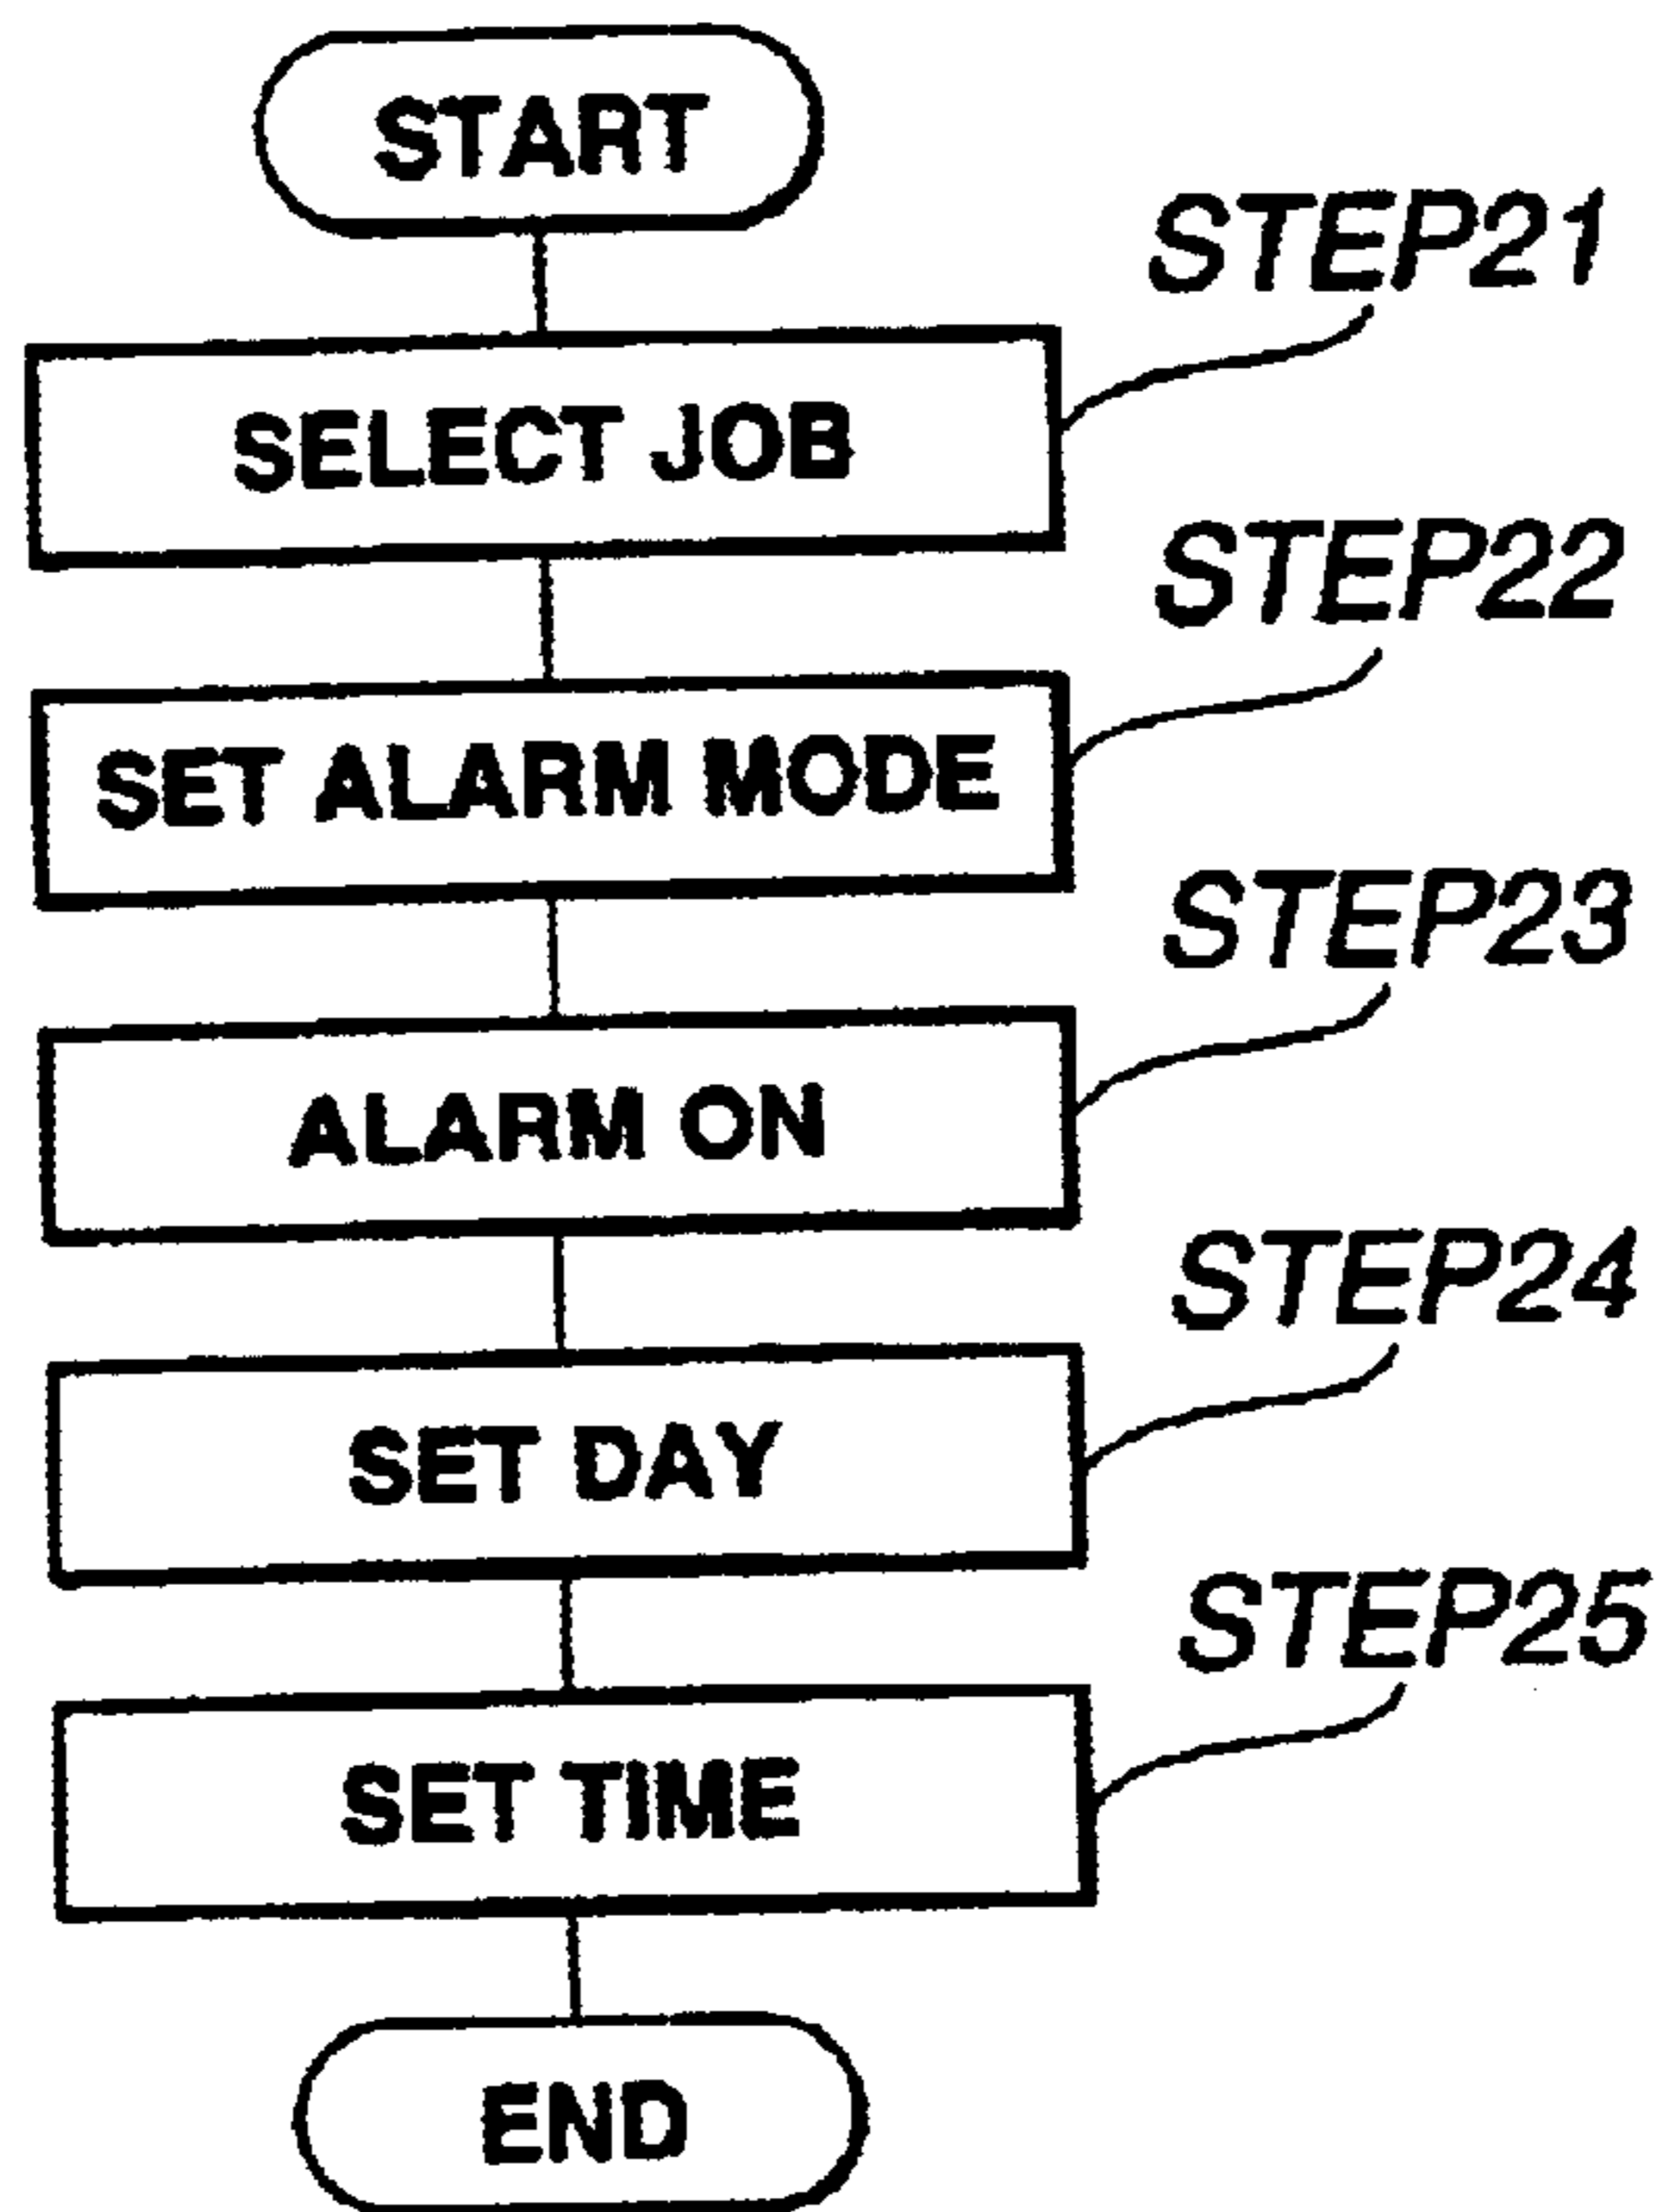 START
STEP21
SELECT JOB
STEP22
SET ALARM MODE
STEP23
ALARM ON
STEP24
SET DAY
STEP25
SET TIME
END